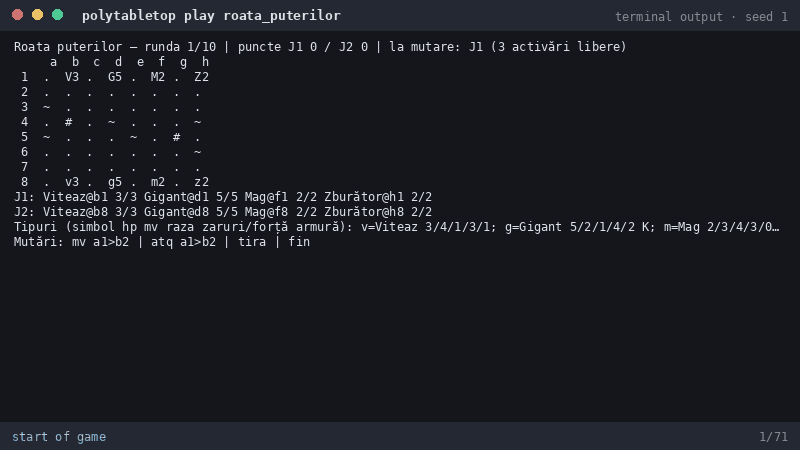 polytabletop play roata_puterilor
terminal output · seed 1
Roata puterilor — runda 1/10 | puncte J1 0 / J2 0 | la mutare: J1 (3 activări libere)
a b c d e f g h
1 . V3 . G5 . M2 . Z2
2 . . . . . . . .
3 ~ . . . . . . .
4 . # . ~ . . . ~
5 ~ . . . ~ . # .
6 . . . . . . . ~
7 . . . . . . . .
8 . v3 . g5 . m2 . z2
J1: Viteaz@b1 3/3 Gigant@d1 5/5 Mag@f1 2/2 Zburător@h1 2/2
J2: Viteaz@b8 3/3 Gigant@d8 5/5 Mag@f8 2/2 Zburător@h8 2/2
Tipuri (simbol hp mv raza zaruri/forță armură): v=Viteaz 3/4/1/3/1; g=Gigant 5/2/1/4/2 K; m=Mag 2/3/4/3/0…
Mutări: mv a1>b2 | atq a1>b2 | tira | fin
start of game
1/71